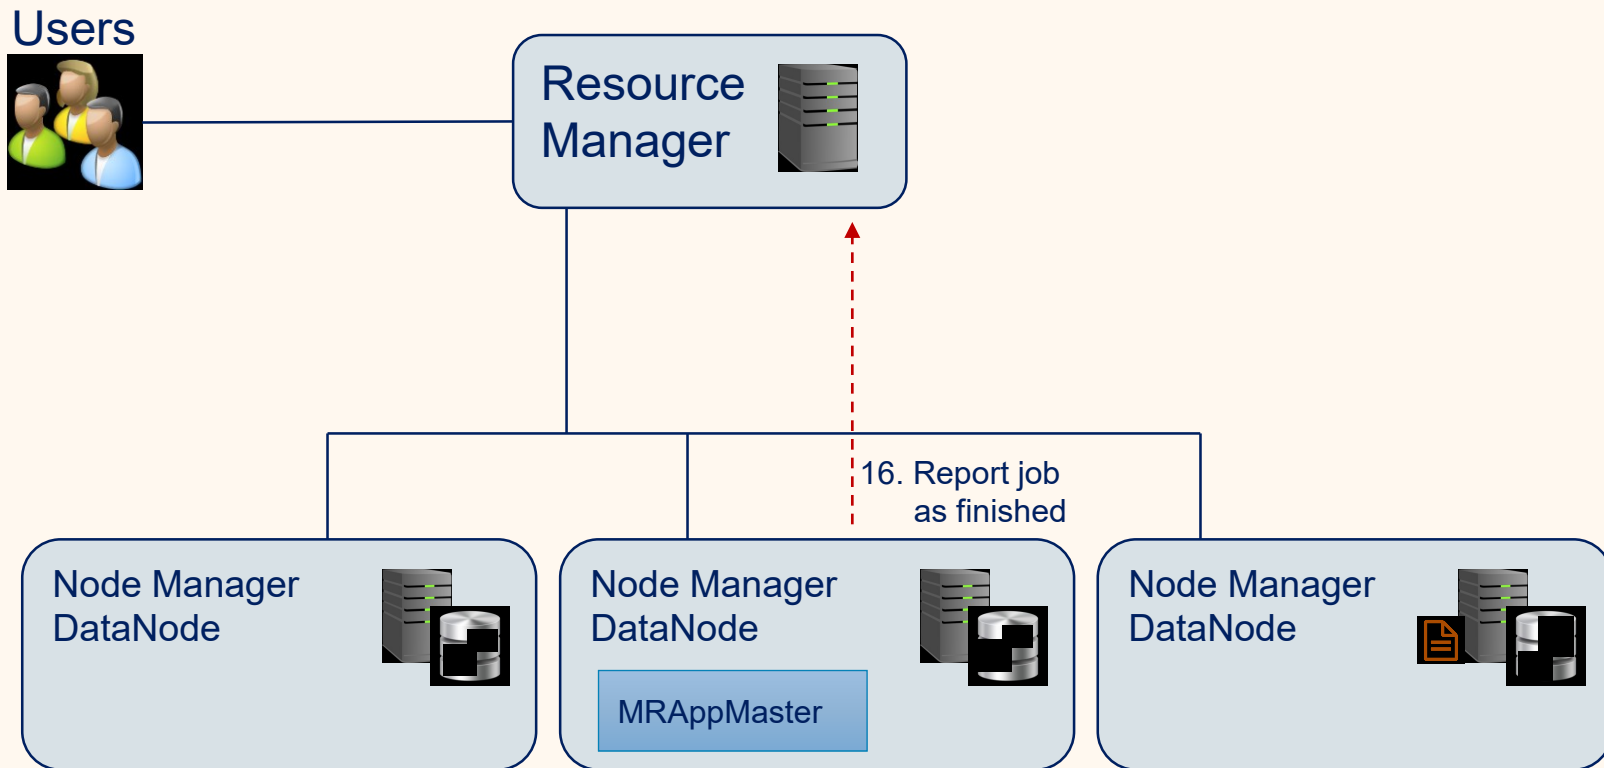 Users
Resource
Manager
16. Report job
as finished
Node Manager
DataNode
Node Manager
DataNode
MRAppMaster
Node Manager
DataNode